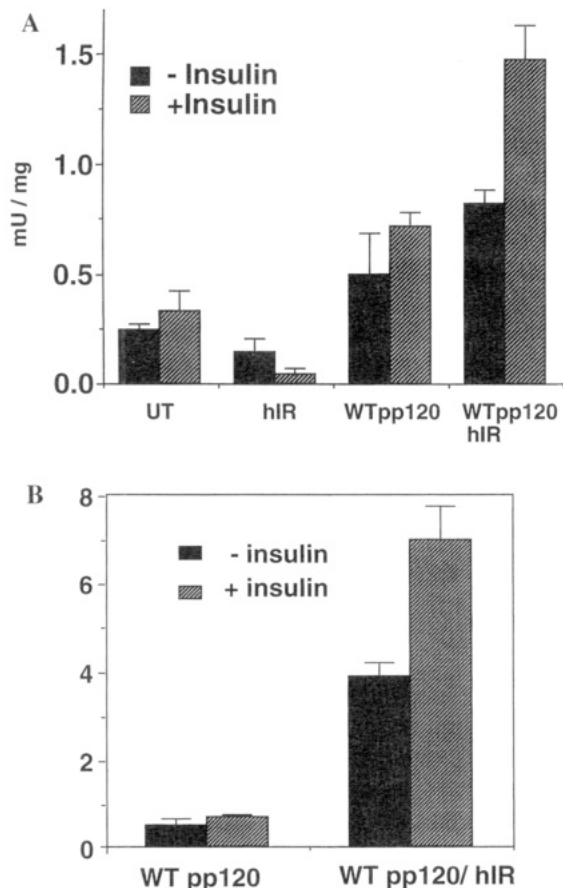 A
1.5
- Insulin
+Insulin
1.0
mU / mg
0.5
0.0
UT hIR WTpp120 WTpp120
hIR
B
8
- insulin
+ insulin
6
4
2
0
WT pp120 WT pp120/ hIR